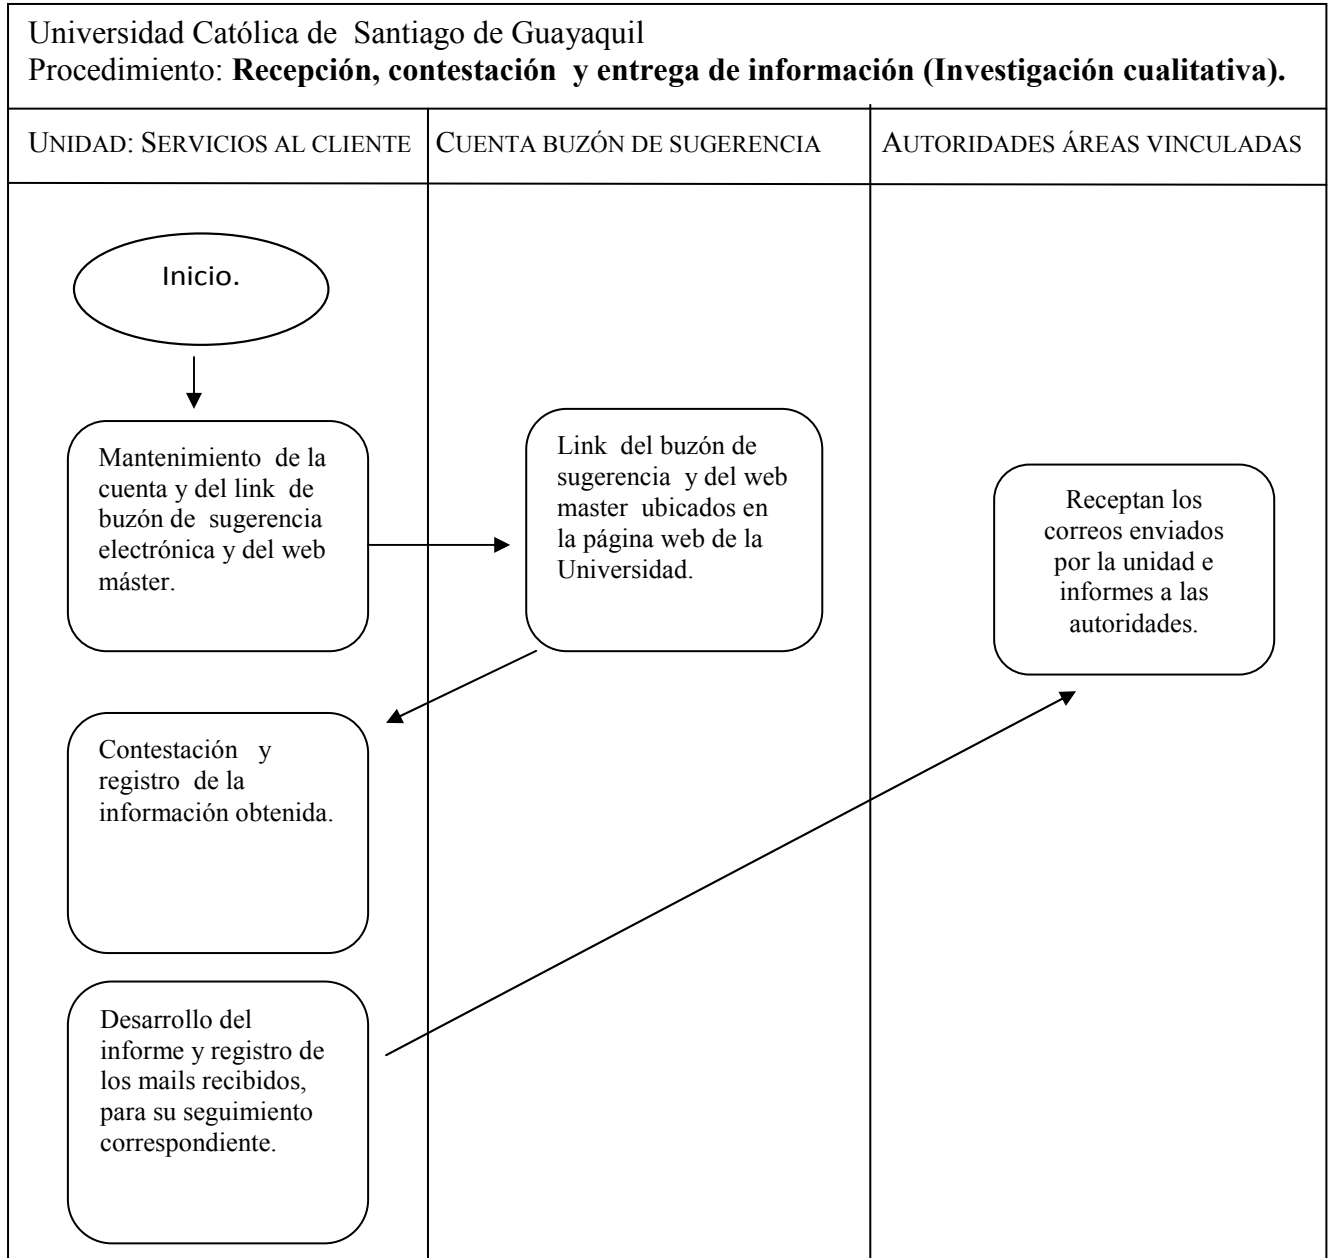 Universidad Católica de Santiago de Guayaquil
Procedimiento: Recepción, contestación y entrega de información (Investigación cualitativa).
UNIDAD: SERVICIOS AL CLIENTE
CUENTA BUZÓN DE SUGERENCIA
AUTORIDADES ÁREAS VINCULADAS
Inicio.
Mantenimiento de la
cuenta y del link de
buzón de sugerencia
electrónica y del web
máster.
Link del buzón de
sugerencia y del web
master ubicados en
la página web de la
Universidad.
Receptan los
correos enviados
por la unidad e
informes a las
autoridades.
Contestación y
registro de la
información obtenida.
Desarrollo del
informe y registro de
los mails recibidos,
para su seguimiento
correspondiente.